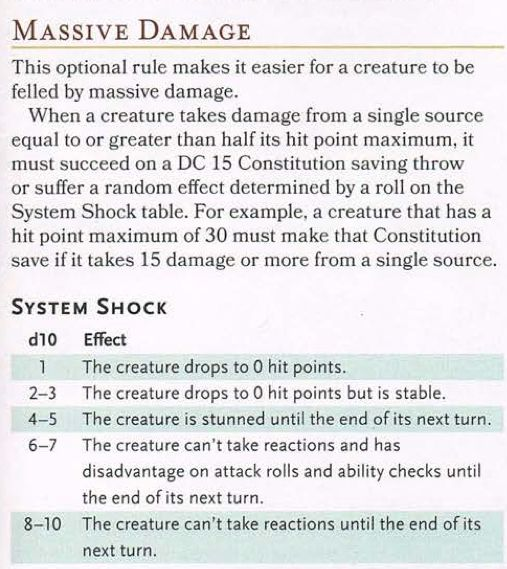 MASSIVE DAMAGE
This optional rule makes it easier for a creature to be
felled by massive damage.
When a creature takes damage from a single source
equal to or greater than half its hit point maximum, it
must succeed on a DC 15 Constitution saving throw
or suffer a random effect determined by a roll on the
System Shock table. For example, a creature that has a
hit point maximum of 30 must make that Constitution
save if it takes 15 damage or more from a single source.
SYSTEM SHOCK
d10 Effect
1 The creature drops to 0 hit points.
2–3 The creature drops to 0 hit points but is stable.
4–5 The creature is stunned until the end of its next turn.
6–7 The creature can't take reactions and has
disadvantage on attack rolls and ability checks until
the end of its next turn.
8–10 The creature can't take reactions until the end of its
next turn.